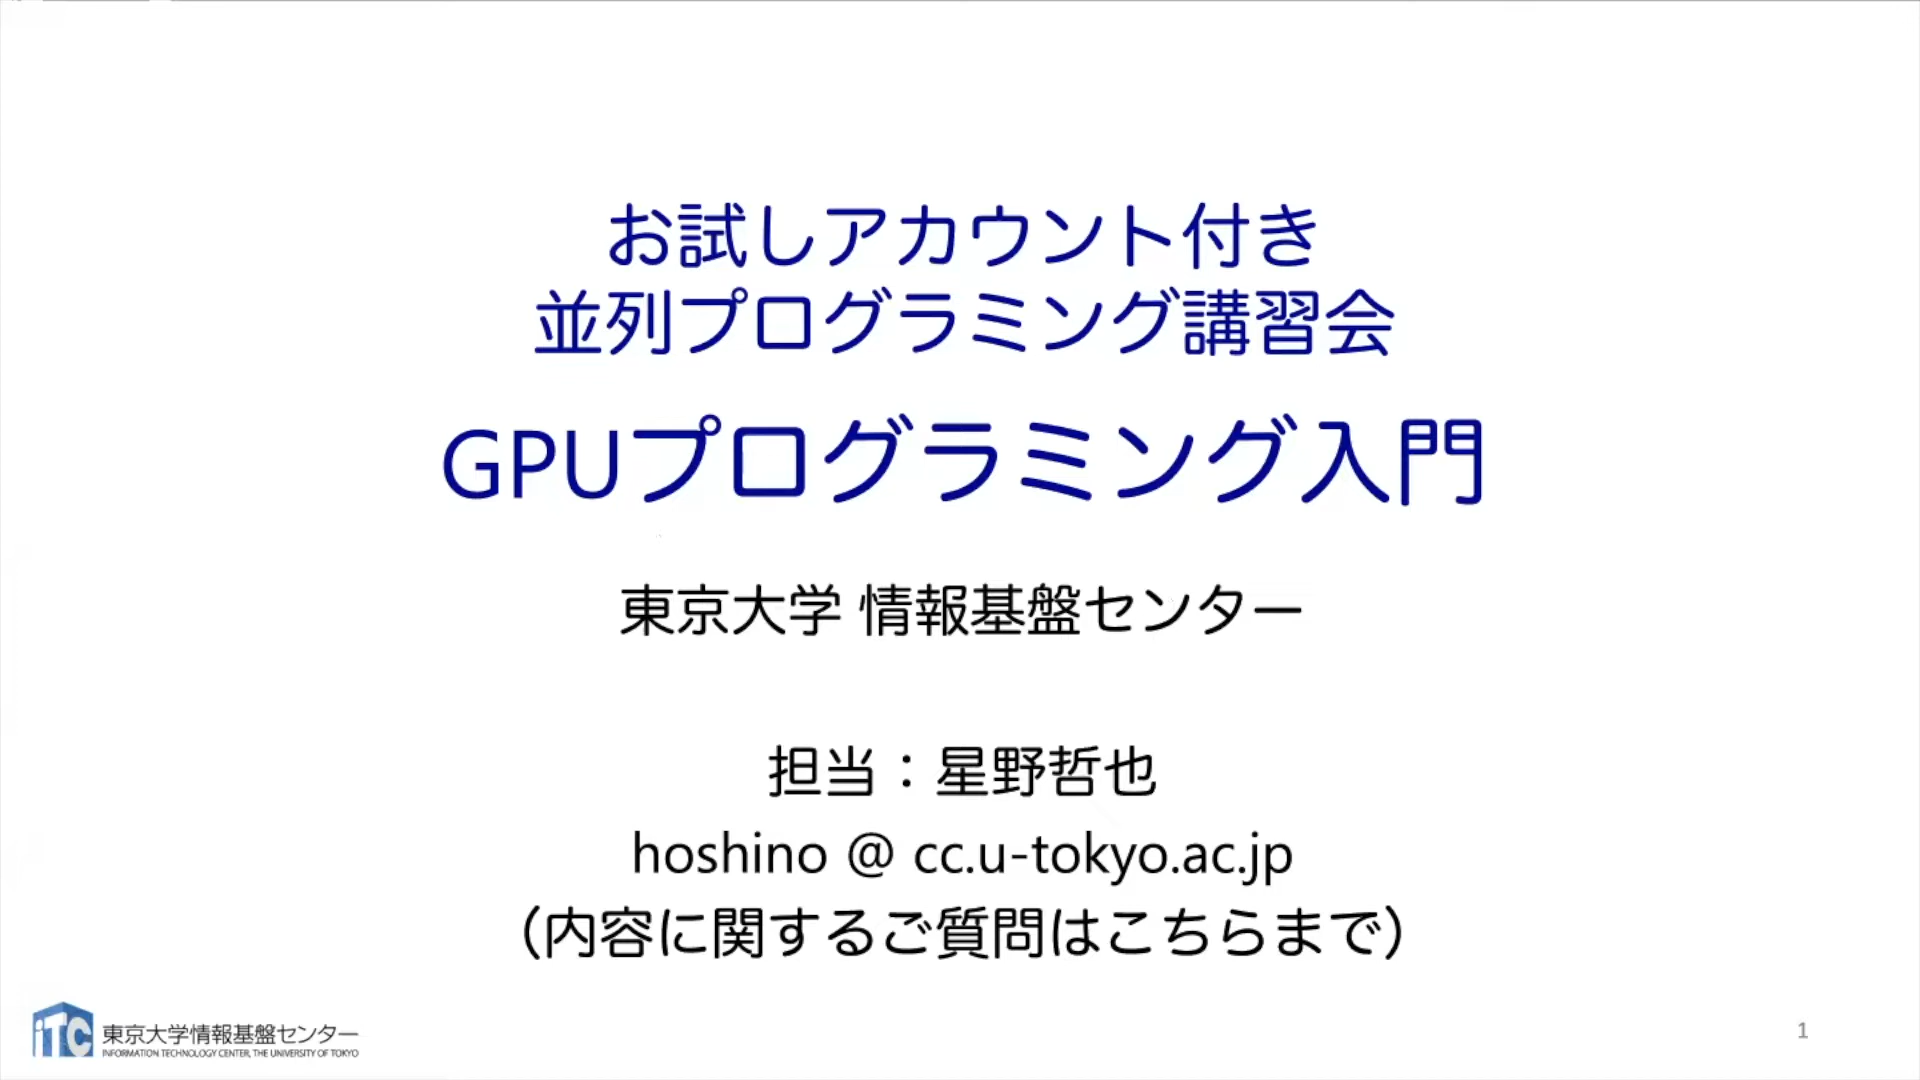 お試しアカウント付き
並列プログラミング講習会
GPUプログラミング入門
東京大学 情報基盤センター
担当：星野哲也
hoshino @ cc.u-tokyo.ac.jp
（内容に関するご質問はこちらまで）
iTC 東京大学情報基盤センター
INFORMATION TECHNOLOGY CENTER, THE UNIVERSITY OF TOKYO
1